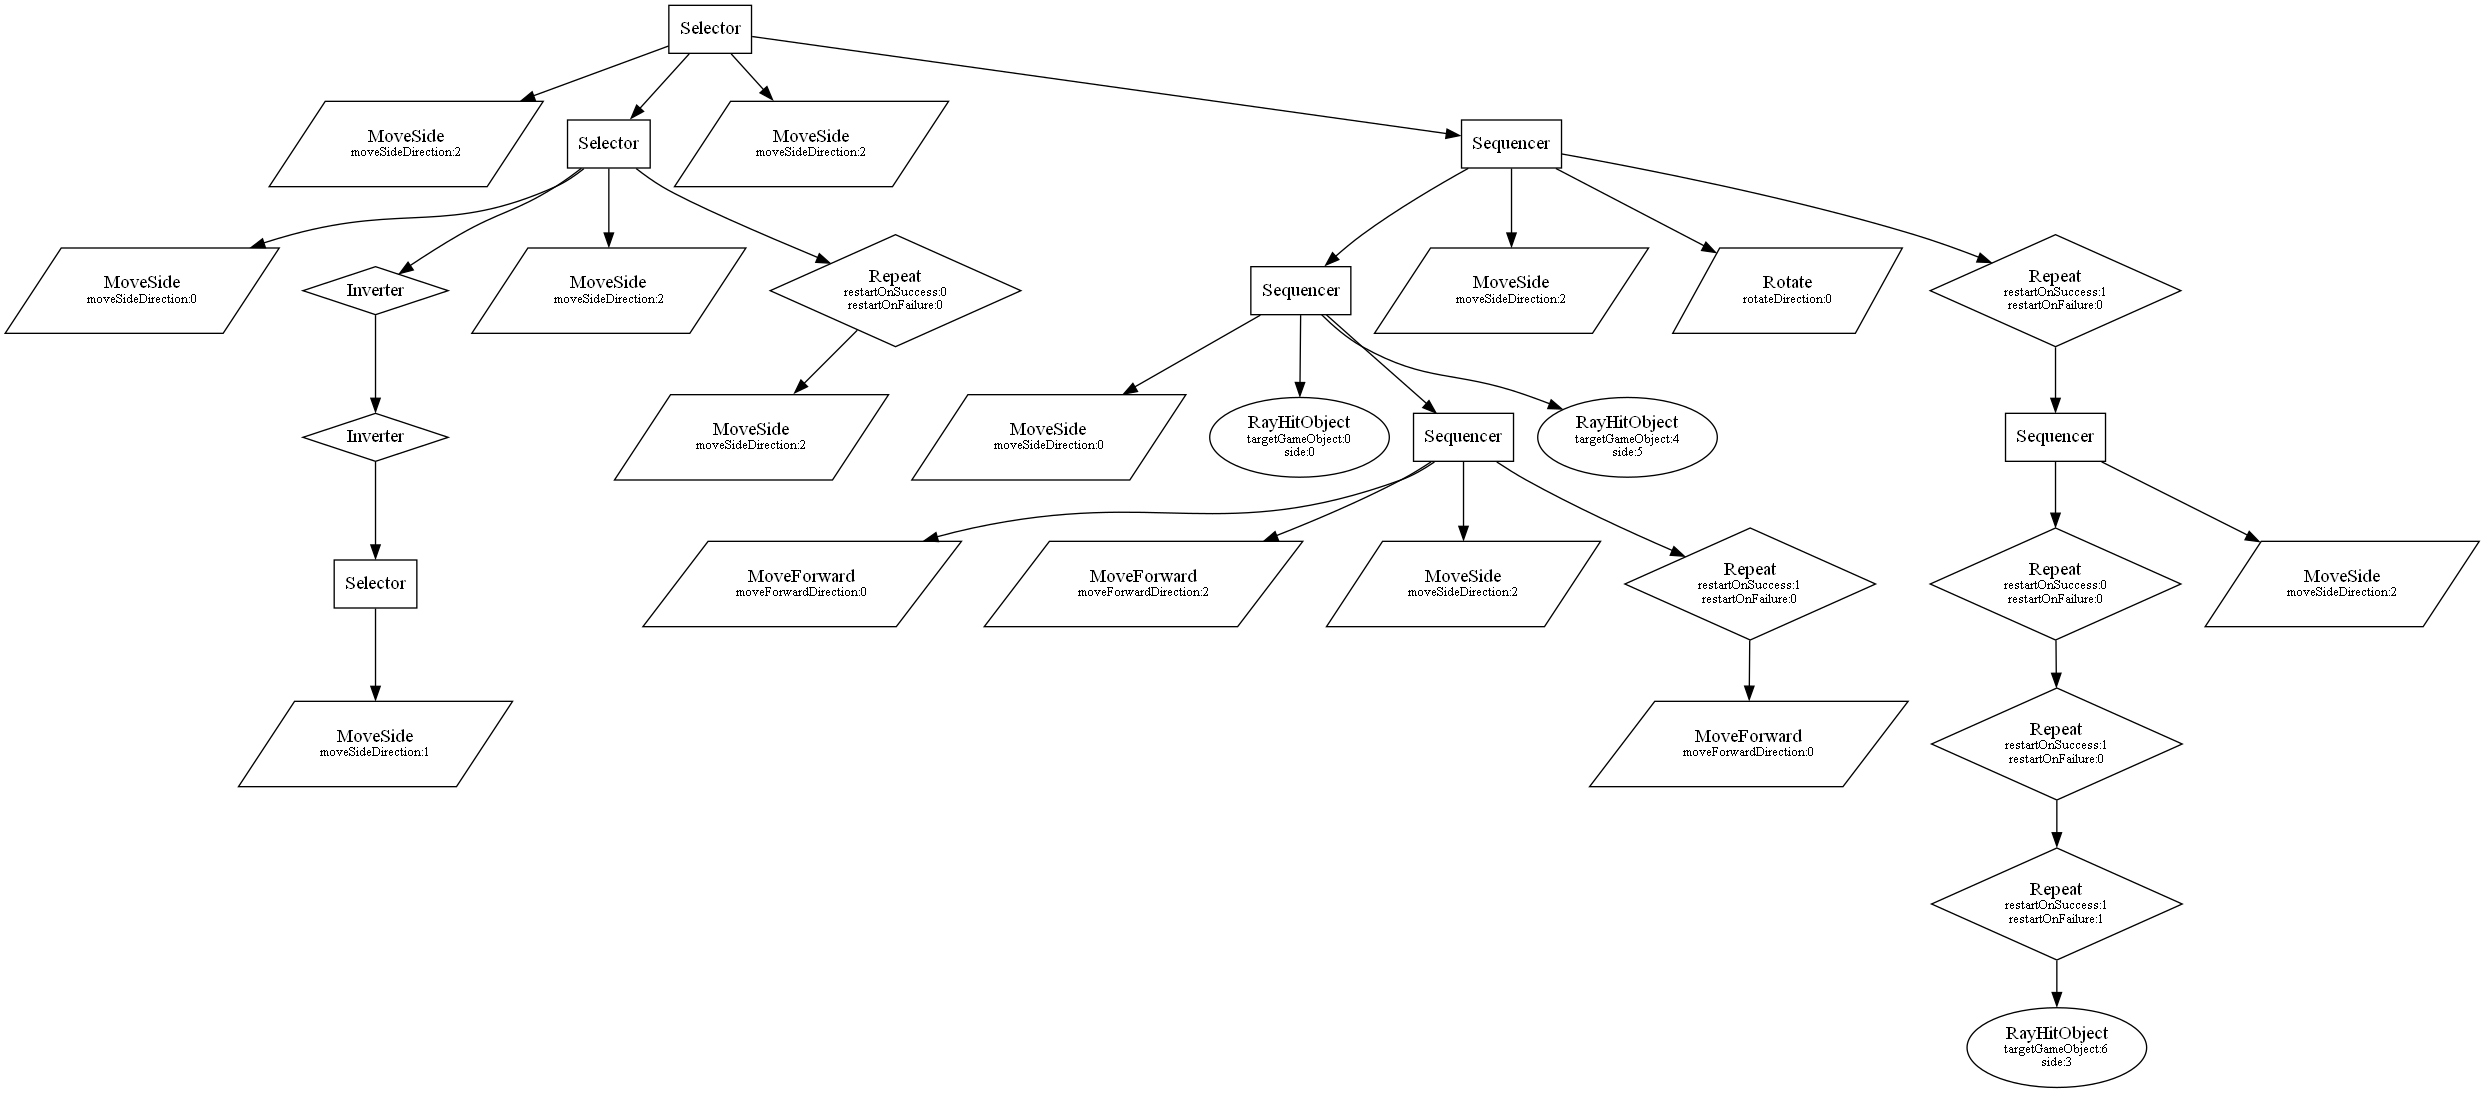 Selector
MoveSide
moveSideDirection:2
Selector
MoveSide
moveSideDirection:2
Sequencer
MoveSide
moveSideDirection:0
Inverter
MoveSide
moveSideDirection:2
Repeat
restartOnSuccess:0
restartOnFailure:0
Sequencer
MoveSide
moveSideDirection:2
Rotate
rotateDirection:0
Repeat
restartOnSuccess:1
restartOnFailure:0
Inverter
MoveSide
moveSideDirection:2
MoveSide
moveSideDirection:0
RayHitObject
targetGameObject:0
side:0
Sequencer
RayHitObject
targetGameObject:4
side:5
Sequencer
Selector
MoveForward
moveForwardDirection:0
MoveForward
moveForwardDirection:2
MoveSide
moveSideDirection:2
Repeat
restartOnSuccess:1
restartOnFailure:0
Repeat
restartOnSuccess:0
restartOnFailure:0
MoveSide
moveSideDirection:2
MoveSide
moveSideDirection:1
MoveForward
moveForwardDirection:0
Repeat
restartOnSuccess:1
restartOnFailure:0
Repeat
restartOnSuccess:1
restartOnFailure:1
RayHitObject
targetGameObject:6
side:3